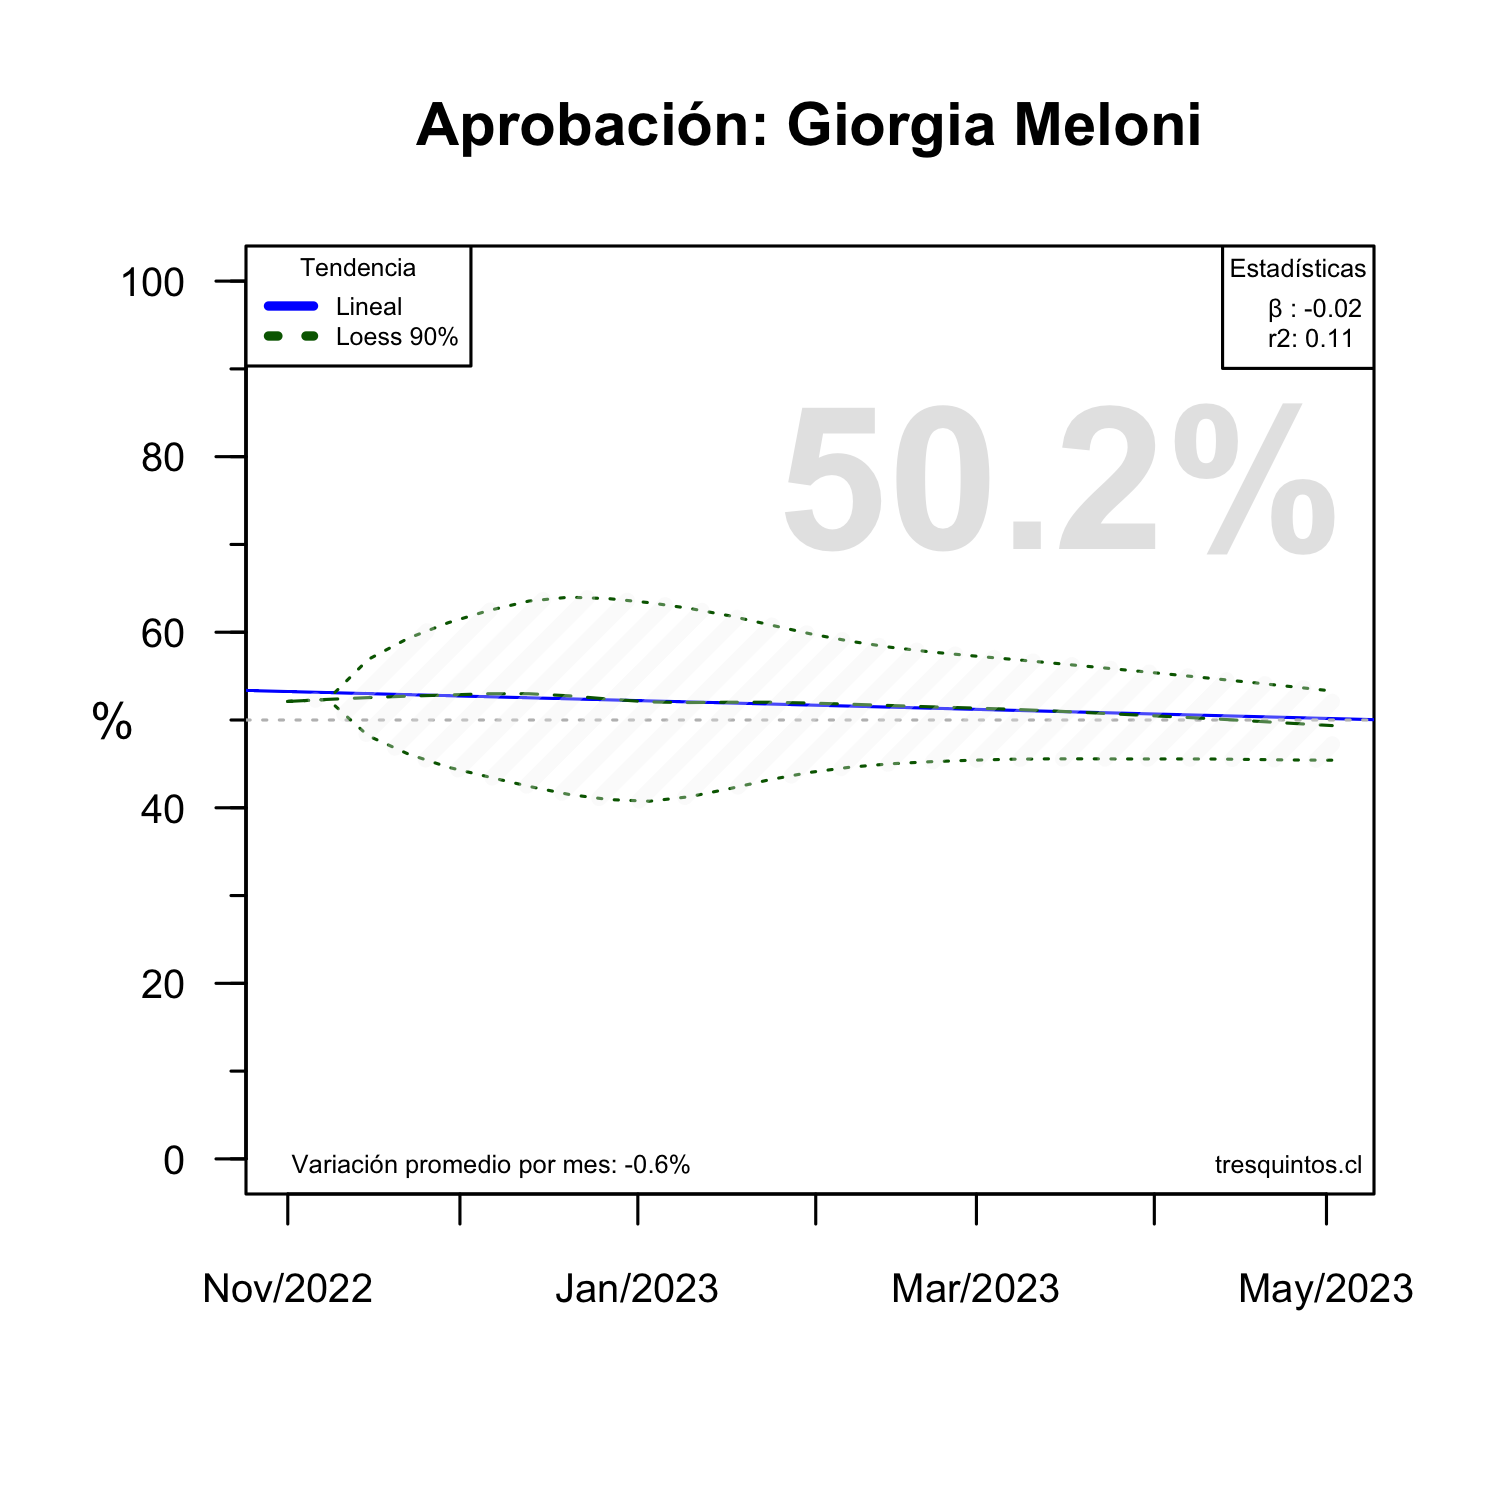 Aprobación: Giorgia Meloni
Tendencia
Lineal
Loess 90%
Estadísticas
β : -0.02
r2: 0.11
50.2%
100
80
60
%
40
20
0
Variación promedio por mes: -0.6%
tresquintos.cl
Nov/2022
Jan/2023
Mar/2023
May/2023